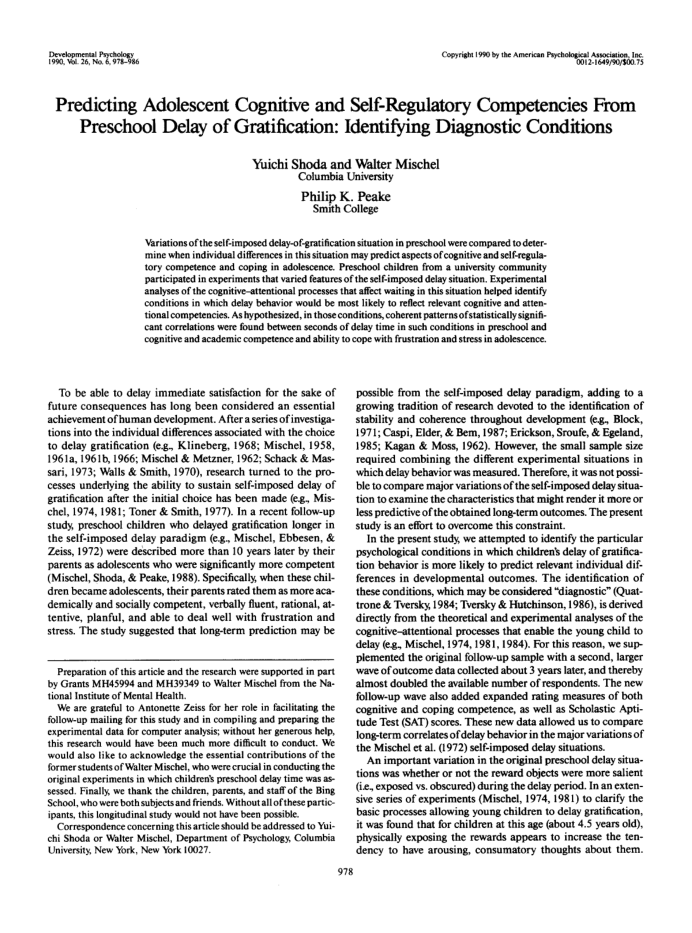 Developmental Psychology
1990, Vol. 26, No. 6, 978-986
Copyright 1990 by the American Psychological Association, Inc.
0012-1649/90/$00.75
Predicting Adolescent Cognitive and Self-Regulatory Competencies From
Preschool Delay of Gratification: Identifying Diagnostic Conditions
Yuichi Shoda and Walter Mischel
Columbia University
Philip K. Peake
Smith College
Variations of the self-imposed delay-of-gratification situation in preschool were compared to deter-
mine when individual differences in this situation may predict aspects of cognitive and self-regula-
tory competence and coping in adolescence. Preschool children from a university community
participated in experiments that varied features of the self-imposed delay situation. Experimental
analyses of the cognitive–attentional processes that affect waiting in this situation helped identify
conditions in which delay behavior would be most likely to reflect relevant cognitive and atten-
tional competencies. As hypothesized, in those conditions, coherent patterns of statistically signifi-
cant correlations were found between seconds of delay time in such conditions in preschool and
cognitive and academic competence and ability to cope with frustration and stress in adolescence.
To be able to delay immediate satisfaction for the sake of
future consequences has long been considered an essential
achievement of human development. After a series of investiga-
tions into the individual differences associated with the choice
to delay gratification (e.g., Klineberg, 1968; Mischel, 1958,
1961a, 1961b, 1966; Mischel & Metzner, 1962; Schack & Mas-
sari, 1973; Walls & Smith, 1970), research turned to the pro-
cesses underlying the ability to sustain self-imposed delay of
gratification after the initial choice has been made (e.g., Mis-
chel, 1974, 1981; Toner & Smith, 1977). In a recent follow-up
study, preschool children who delayed gratification longer in
the self-imposed delay paradigm (e.g., Mischel, Ebbesen, &
Zeiss, 1972) were described more than 10 years later by their
parents as adolescents who were significantly more competent
(Mischel, Shoda, & Peake, 1988). Specifically, when these chil-
dren became adolescents, their parents rated them as more aca-
demically and socially competent, verbally fluent, rational, at-
tentive, planful, and able to deal well with frustration and
stress. The study suggested that long-term prediction may be
Preparation of this article and the research were supported in part
by Grants MH45994 and MH39349 to Walter Mischel from the Na-
tional Institute of Mental Health.
We are grateful to Antonette Zeiss for her role in facilitating the
follow-up mailing for this study and in compiling and preparing the
experimental data for computer analysis; without her generous help,
this research would have been much more difficult to conduct. We
would also like to acknowledge the essential contributions of the
former students of Walter Mischel, who were crucial in conducting the
original experiments in which children's preschool delay time was as-
sessed. Finally, we thank the children, parents, and staff of the Bing
School, who were both subjects and friends. Without all of these partic-
ipants, this longitudinal study would not have been possible.
Correspondence concerning this article should be addressed to Yui-
chi Shoda or Walter Mischel, Department of Psychology, Columbia
University, New York, New York 10027.
possible from the self-imposed delay paradigm, adding to a
growing tradition of research devoted to the identification of
stability and coherence throughout development (e.g., Block,
1971; Caspi, Elder, & Bem, 1987; Erickson, Sroufe, & Egeland,
1985; Kagan & Moss, 1962). However, the small sample size
required combining the different experimental situations in
which delay behavior was measured. Therefore, it was not possi-
ble to compare major variations of the self-imposed delay situa-
tion to examine the characteristics that might render it more or
less predictive of the obtained long-term outcomes. The present
study is an effort to overcome this constraint.
In the present study, we attempted to identify the particular
psychological conditions in which children's delay of gratifica-
tion behavior is more likely to predict relevant individual dif-
ferences in developmental outcomes. The identification of
these conditions, which may be considered “diagnostic” (Quat-
trone & Tversky, 1984; Tversky & Hutchinson, 1986), is derived
directly from the theoretical and experimental analyses of the
cognitive–attentional processes that enable the young child to
delay (e.g., Mischel, 1974, 1981, 1984). For this reason, we sup-
plemented the original follow-up sample with a second, larger
wave of outcome data collected about 3 years later, and thereby
almost doubled the available number of respondents. The new
follow-up wave also added expanded rating measures of both
cognitive and coping competence, as well as Scholastic Apti-
tude Test (SAT) scores. These new data allowed us to compare
long-term correlates of delay behavior in the major variations of
the Mischel et al. (1972) self-imposed delay situations.
An important variation in the original preschool delay situa-
tions was whether or not the reward objects were more salient
(i.e., exposed vs. obscured) during the delay period. In an exten-
sive series of experiments (Mischel, 1974, 1981) to clarify the
basic processes allowing young children to delay gratification,
it was found that for children at this age (about 4.5 years old),
physically exposing the rewards appears to increase the ten-
dency to have arousing, consumatory thoughts about them.
978